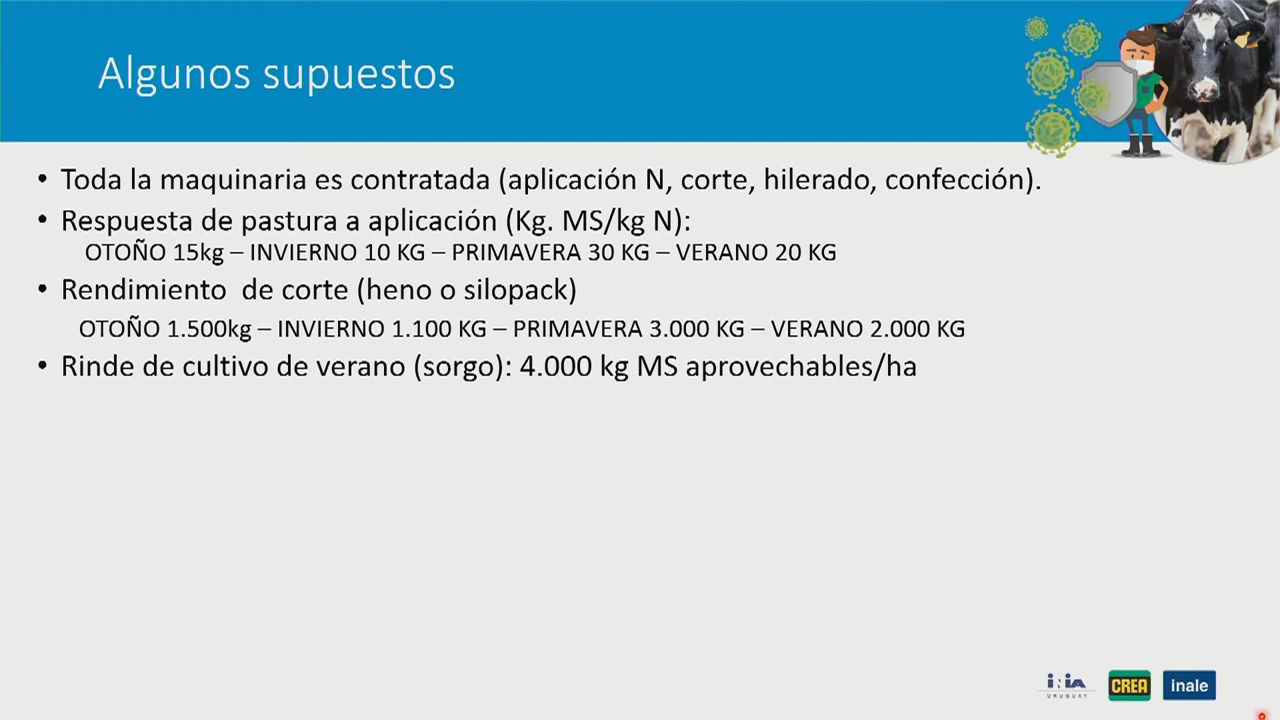 Algunos supuestos
• Toda la maquinaria es contratada (aplicación N, corte, hilerado, confección).
• Respuesta de pastura a aplicación (Kg. MS/kg N):
OTOÑO 15kg – INVIERNO 10 KG – PRIMAVERA 30 KG – VERANO 20 KG
• Rendimiento  de corte (heno o silopack)
OTOÑO 1.500kg – INVIERNO 1.100 KG – PRIMAVERA 3.000 KG – VERANO 2.000 KG
• Rinde de cultivo de verano (sorgo): 4.000 kg MS aprovechables/ha
iNiA
URUGUAY
CREA
inale